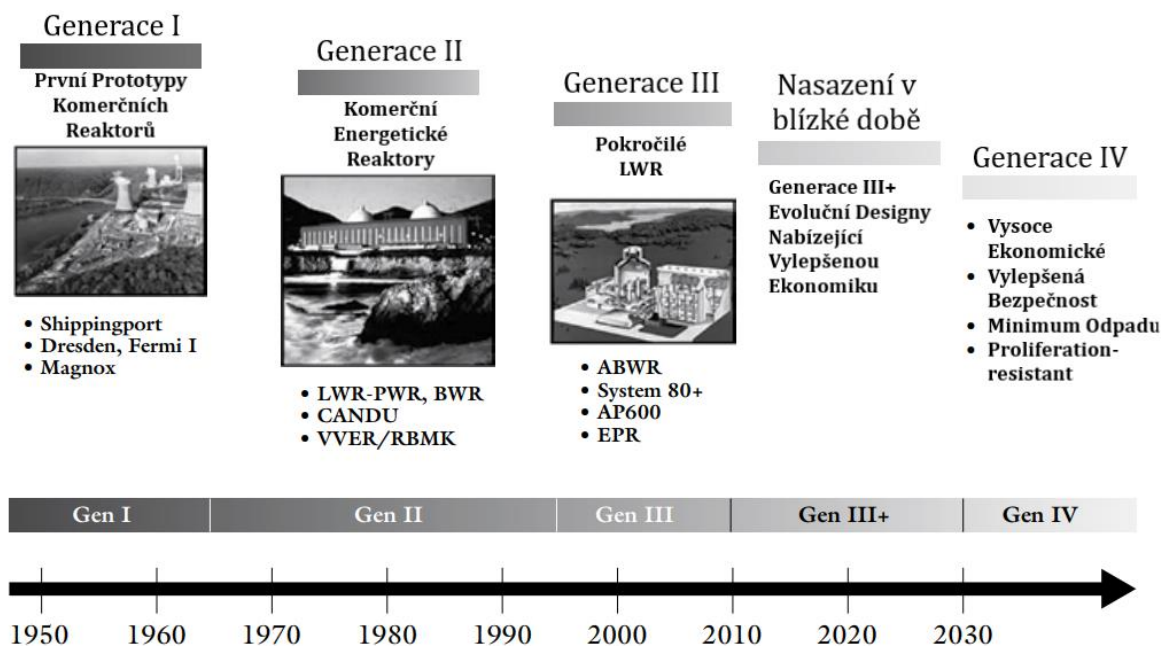 Generace I
První Prototypy
Komerčních
Reaktorů
• Shippingport
• Dresden, Fermi I
• Magnox
Generace II
Komerční
Energetické
Reaktory
• LWR-PWR, BWR
• CANDU
• VVER/RBMK
Generace III
Pokročilé
LWR
• ABWR
• System 80+
• AP600
• EPR
Nasazení v
blízké době
Generace III+
Evoluční Designy
Nabízející
Vylepšenou
Ekonomiku
Generace IV
• Vysoce
Ekonomické
• Vylepšená
Bezpečnost
• Minimum Odpadu
• Proliferation-
resistant
Gen I Gen II Gen III Gen III+ Gen IV
1950 1960 1970 1980 1990 2000 2010 2020 2030